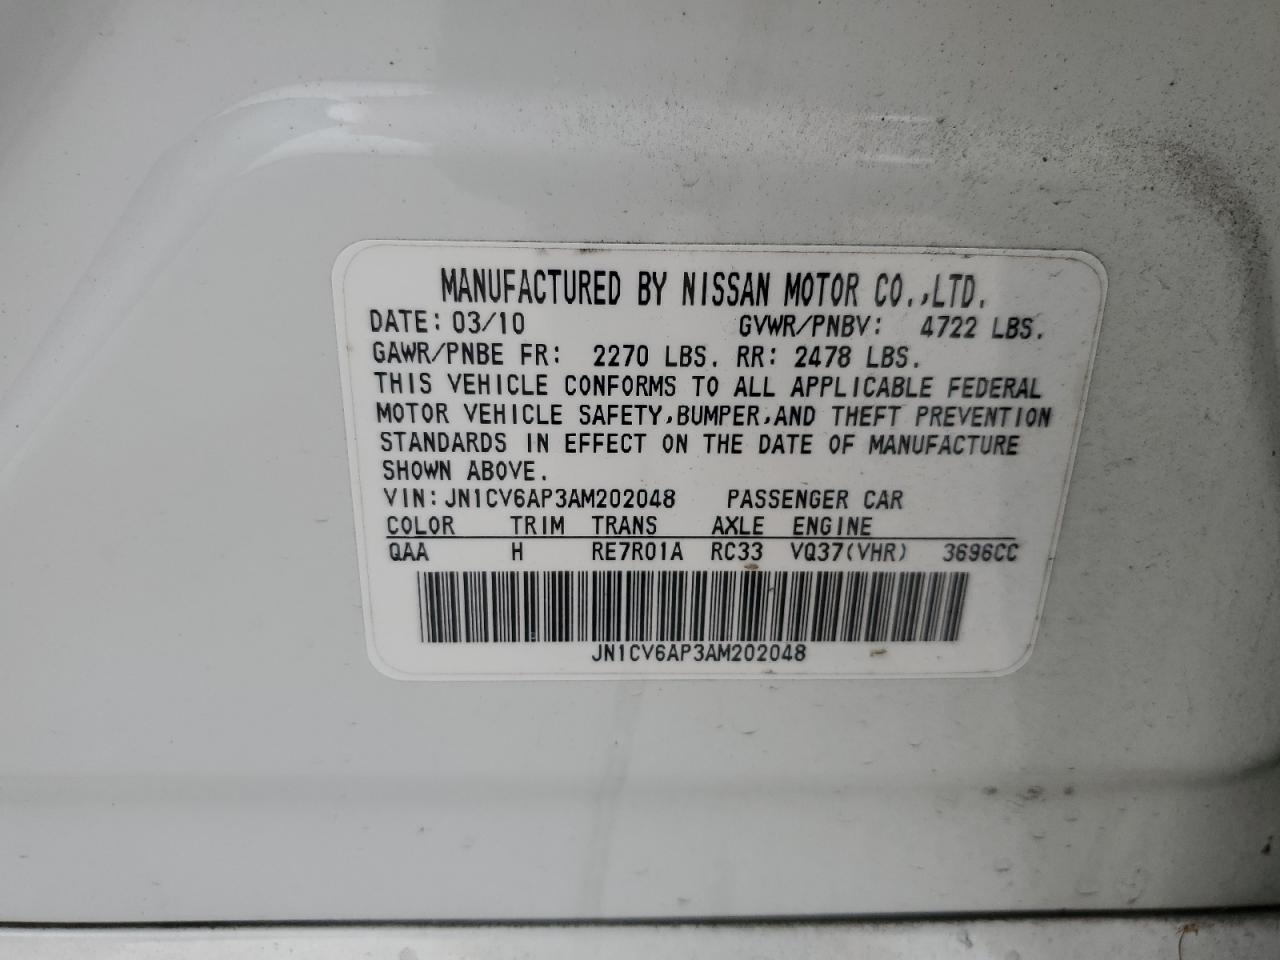 MANUFACTURED BY NISSAN MOTOR CO.,LTD.
DATE: 03/10 GVWR/PNBV: 4722 LBS.
GAWR/PNBE FR: 2270 LBS. RR: 2478 LBS.
THIS VEHICLE CONFORMS TO ALL APPLICABLE FEDERAL
MOTOR VEHICLE SAFETY,BUMPER,AND THEFT PREVENTION
STANDARDS IN EFFECT ON THE DATE OF MANUFACTURE
SHOWN ABOVE.
VIN: JN1CV6AP3AM202048 PASSENGER CAR
COLOR TRIM TRANS AXLE ENGINE
QAA H RE7R01A RC33 VQ37(VHR) 3696CC
JN1CV6AP3AM202048